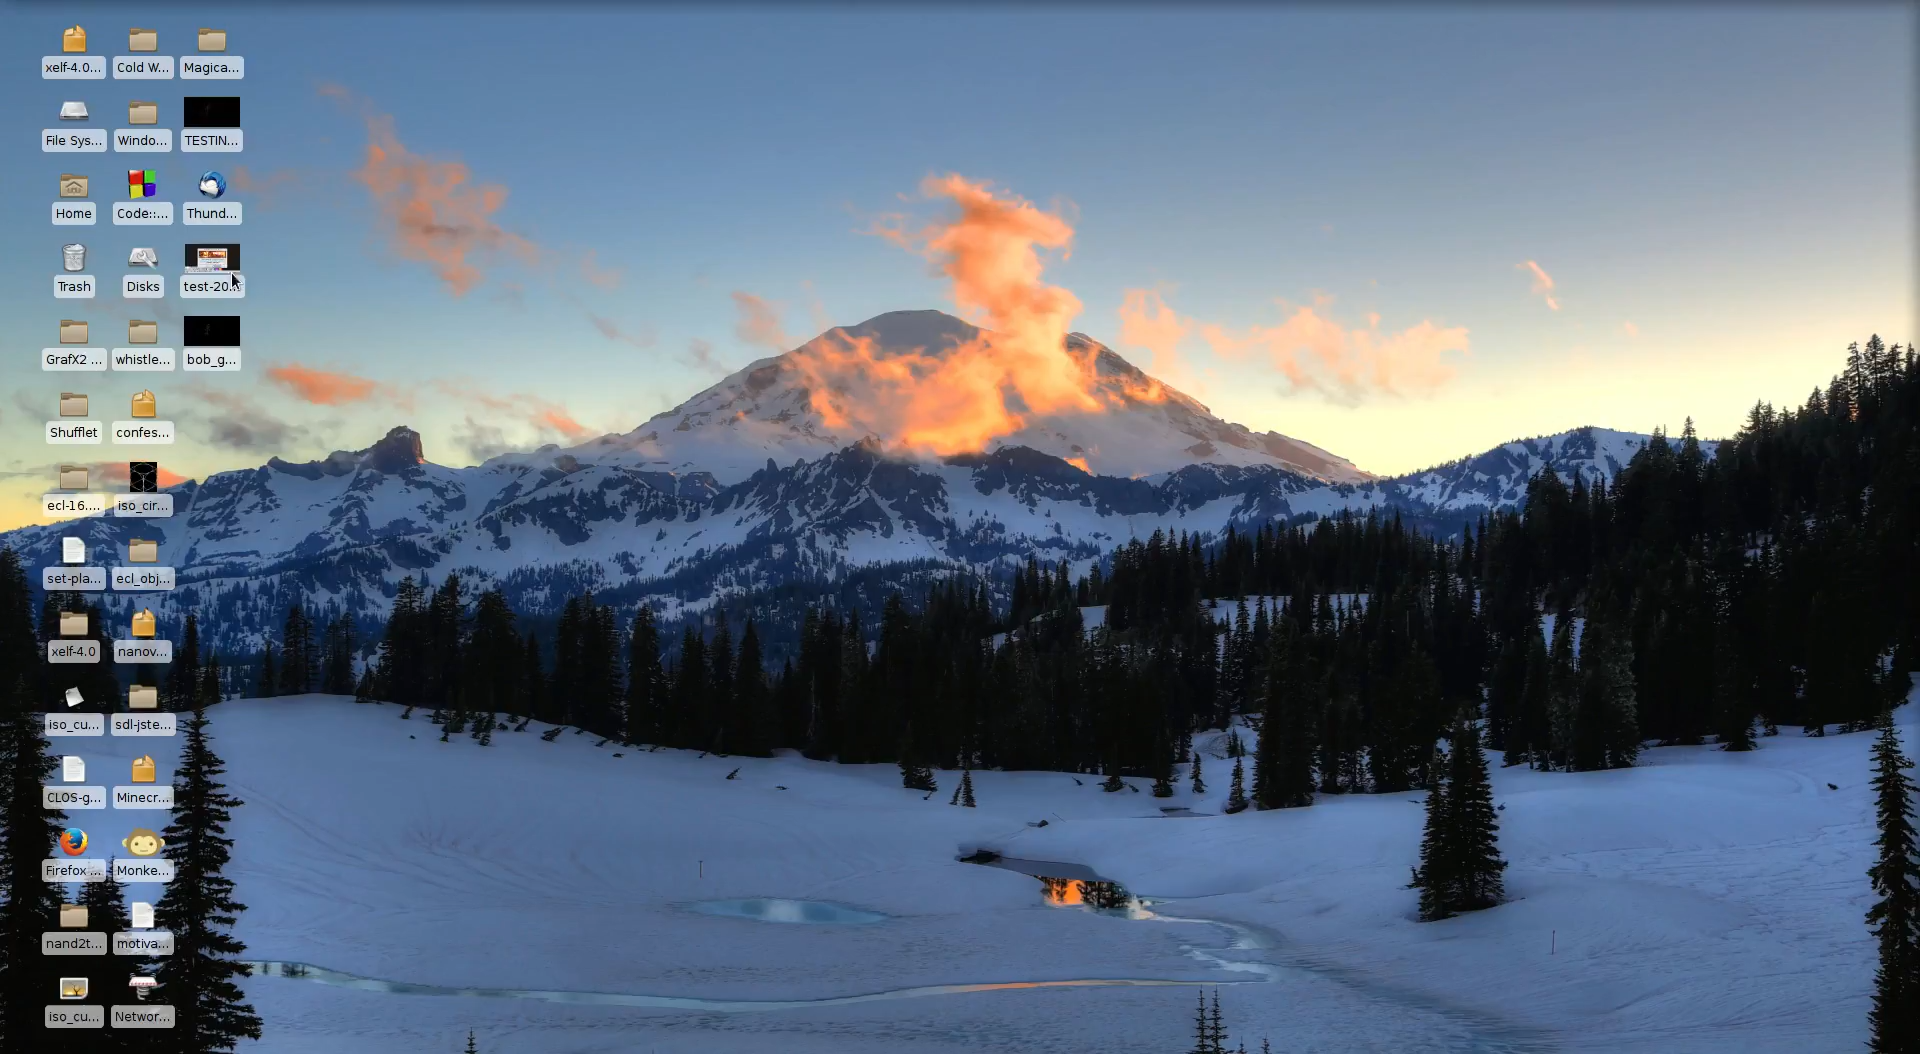 xelf-4.0... Cold W... Magica...
File Sys... Windo... TESTIN...
Home Code::... Thund...
Trash Disks test-20...
GrafX2 ... whistle... bob_g...
Shufflet confes...
ecl-16.... iso_cir...
set-pla... ecl_obj...
xelf-4.0 nanov...
iso_cu... sdl-jste...
CLOS-g... Minecr...
Firefox ... Monke...
nand2t... motiva...
iso_cu... Networ...